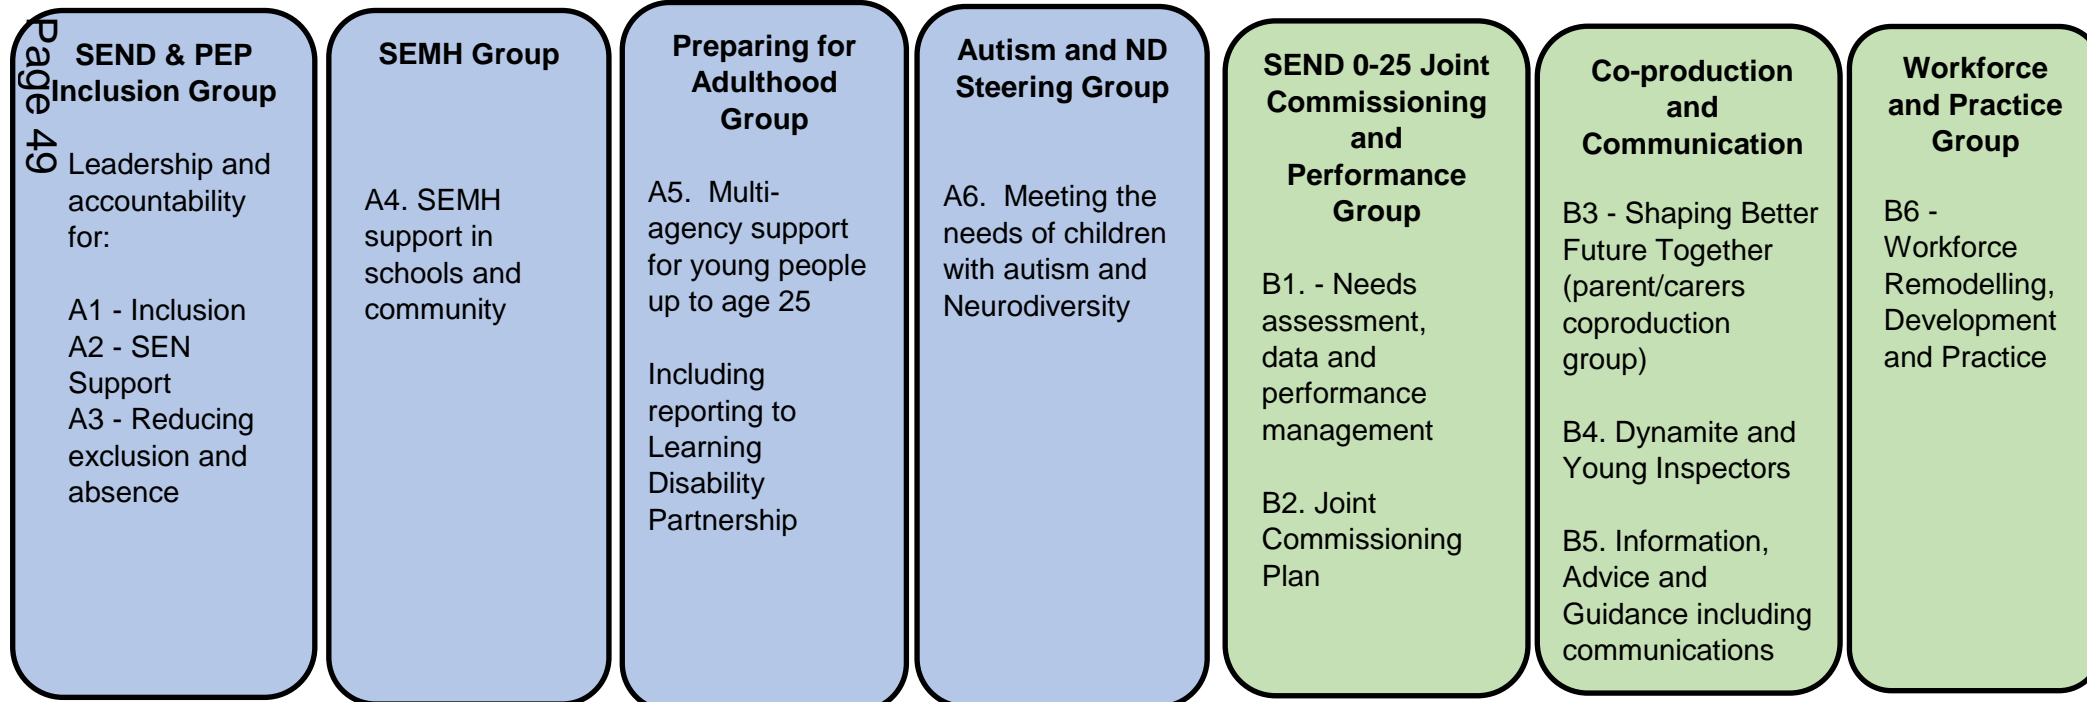 Page 49
SEND & PEP
Inclusion Group
Leadership and
accountability
for:
A1 - Inclusion
A2 - SEN
Support
A3 - Reducing
exclusion and
absence
SEMH Group
A4. SEMH
support in
schools and
community
Preparing for
Adulthood
Group
A5.  Multi-
agency support
for young people
up to age 25
Including
reporting to
Learning
Disability
Partnership
Autism and ND
Steering Group
A6.  Meeting the
needs of children
with autism and
Neurodiversity
SEND 0-25 Joint
Commissioning
and
Performance
Group
B1. - Needs
assessment,
data and
performance
management
B2. Joint
Commissioning
Plan
Co-production
and
Communication
B3 - Shaping Better
Future Together
(parent/carers
coproduction
group)
B4. Dynamite and
Young Inspectors
B5. Information,
Advice and
Guidance including
communications
Workforce
and Practice
Group
B6 -
Workforce
Remodelling,
Development
and Practice